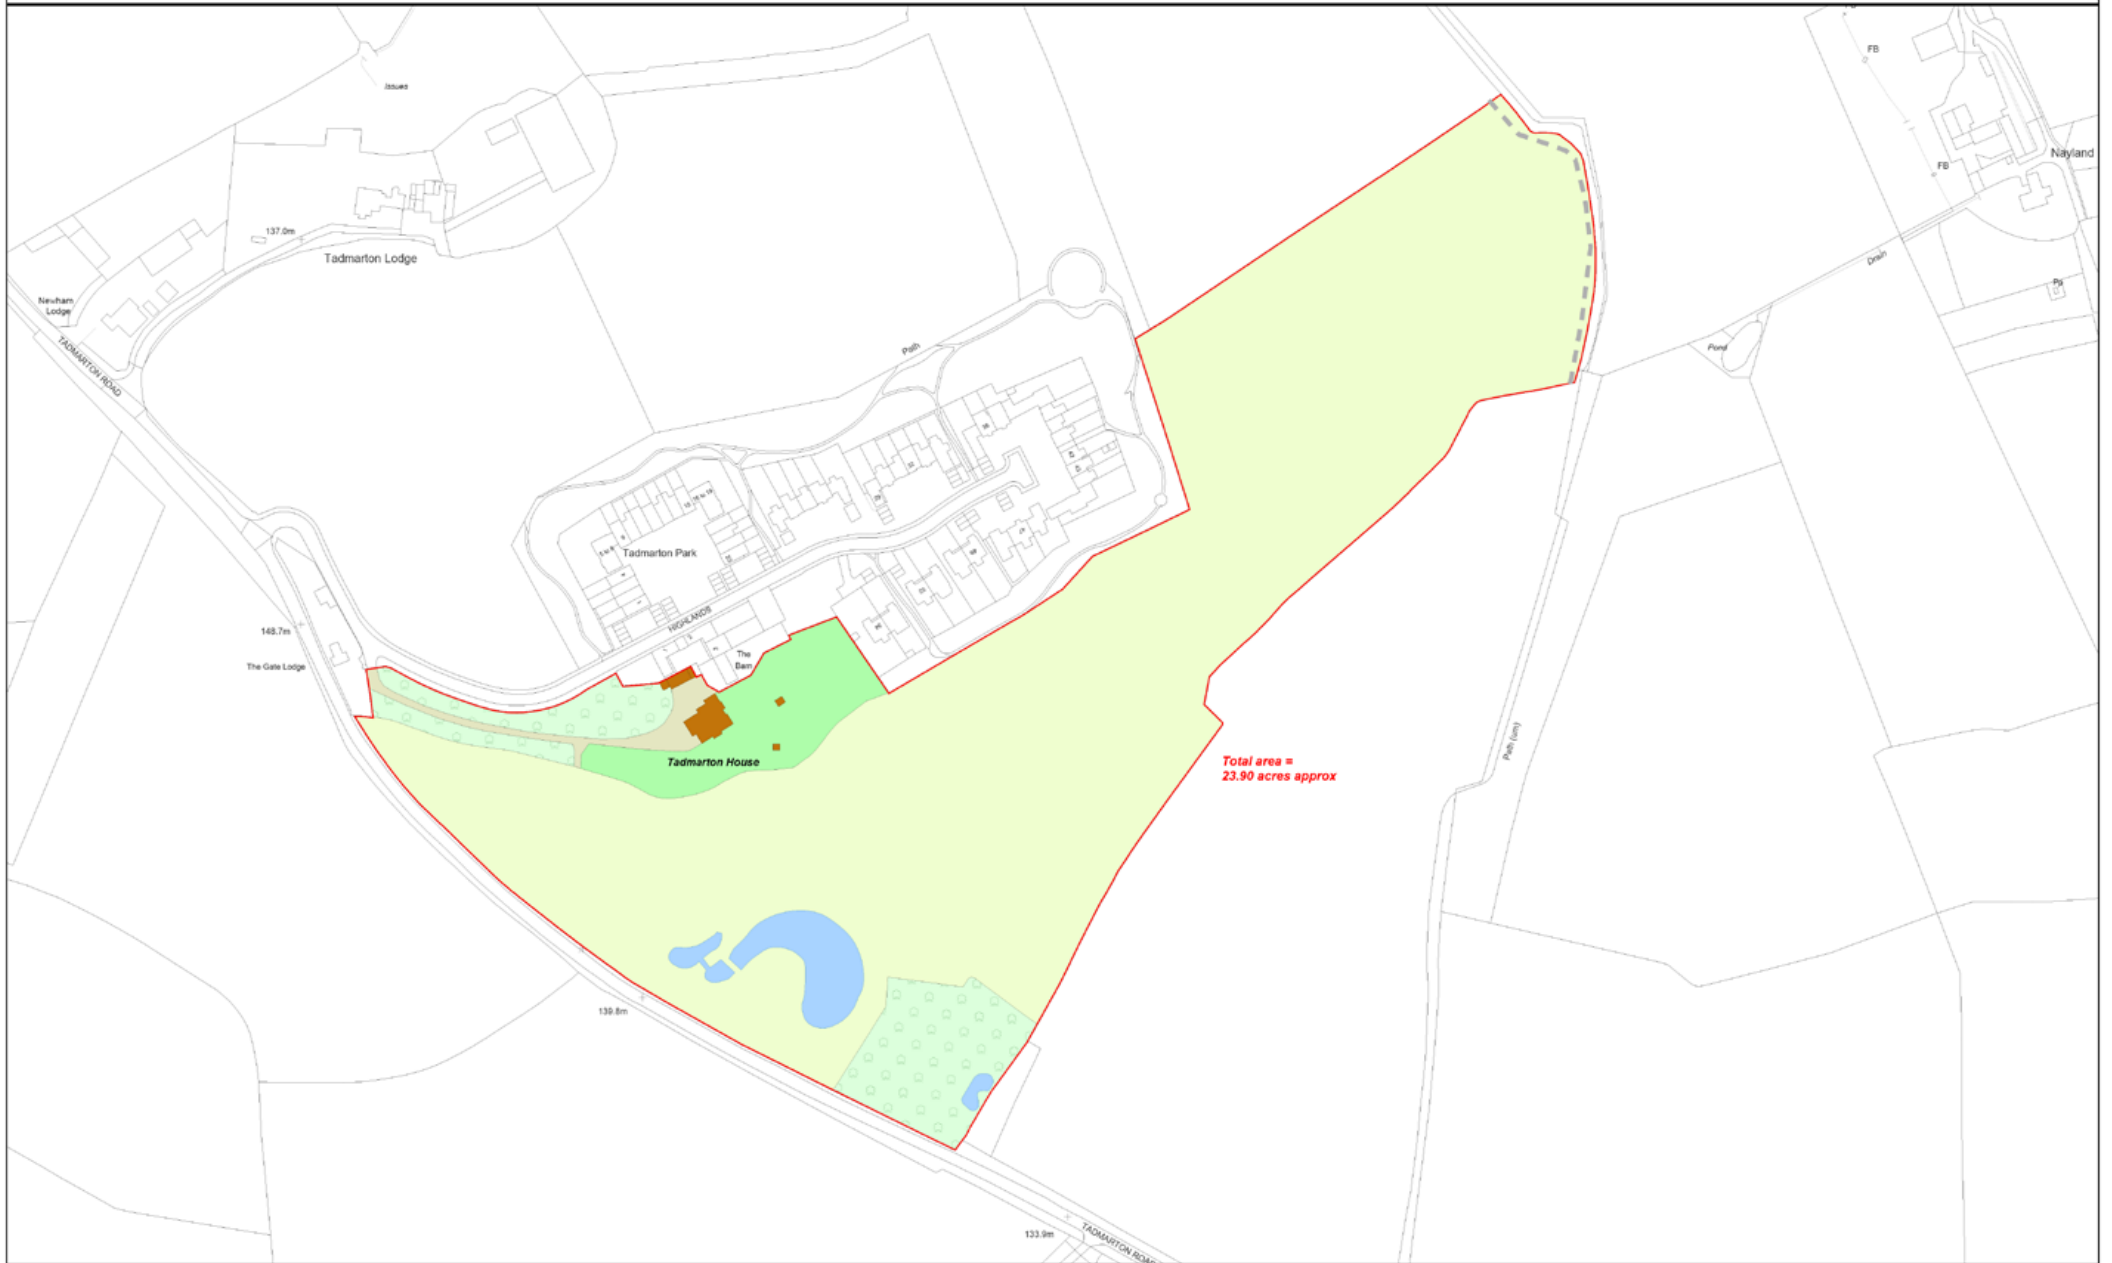 FB
Issues
FB
Nayland
137.0m
Tadmarton Lodge
Drain
Newham
Lodge
Pp
TADMARTON ROAD
Path
Pond
36
Tadmarton Park
HIGHLANDS
148.7m
The
Barn
The Gate Lodge
Path (um)
Tadmarton House
Total area =
23.90 acres approx
139.8m
133.9m
TADMARTON ROAD